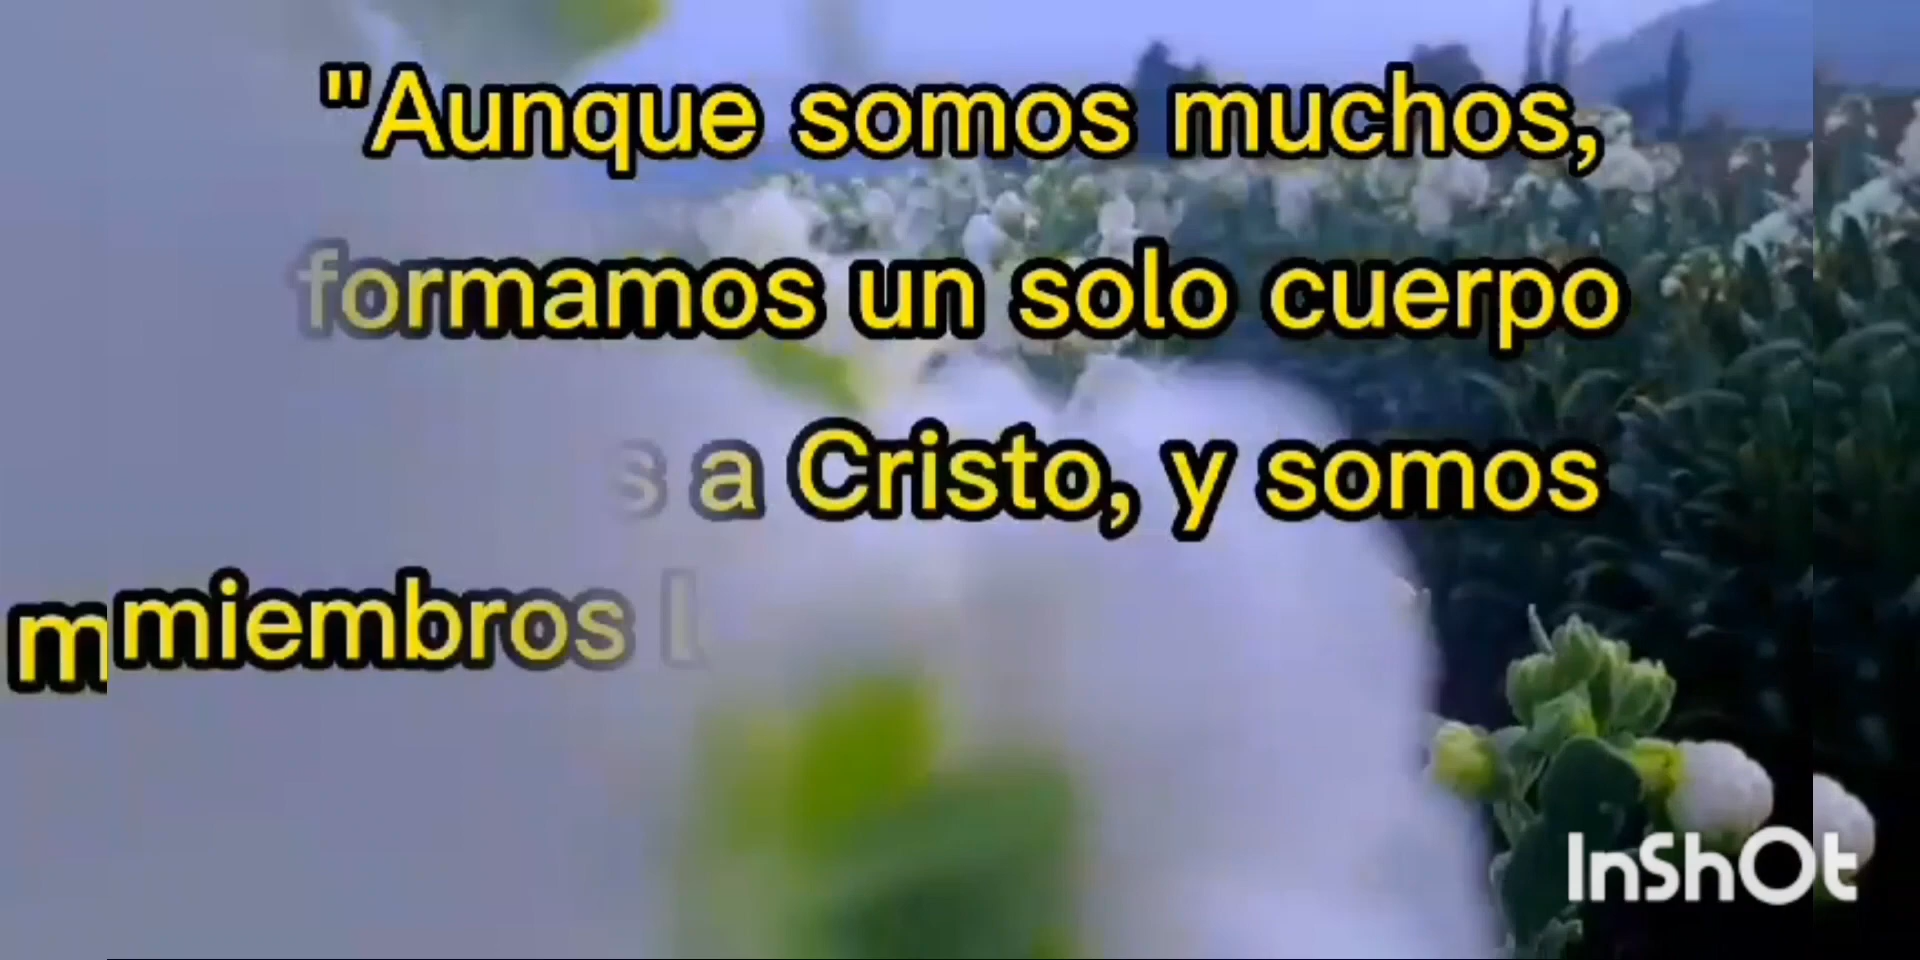 "Aunque somos muchos,
formamos un solo cuerpo
a Cristo, y somos
miembros
InShOt